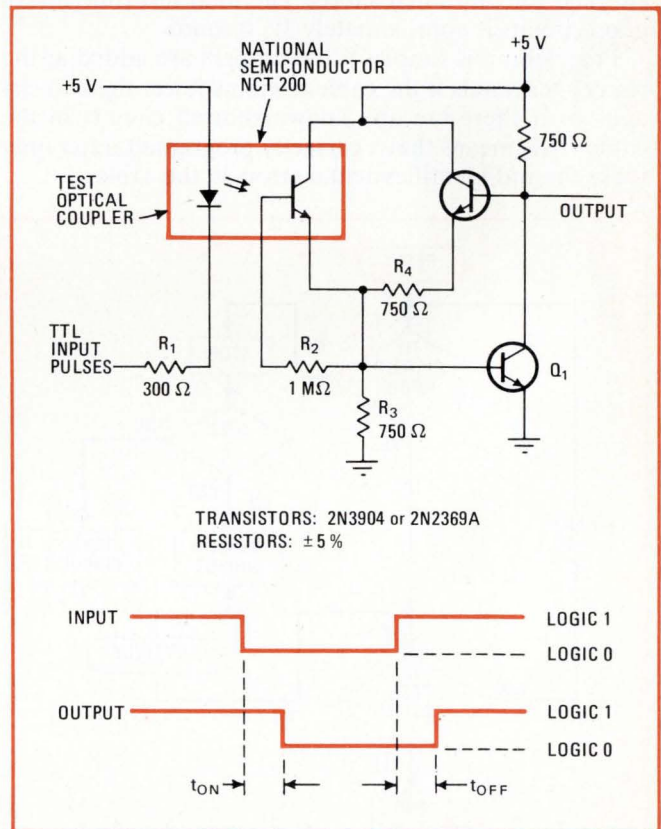 NATIONAL
SEMICONDUCTOR
NCT 200
+5 V
+5 V
750 Ω
TEST
OPTICAL
COUPLER
OUTPUT
R4
750 Ω
TTL
INPUT
PULSES
R1
300 Ω
R2
1 MΩ
Q1
R3
750 Ω
TRANSISTORS: 2N3904 or 2N2369A
RESISTORS: ±5%
INPUT
LOGIC 1
LOGIC 0
OUTPUT
LOGIC 1
LOGIC 0
tON
tOFF